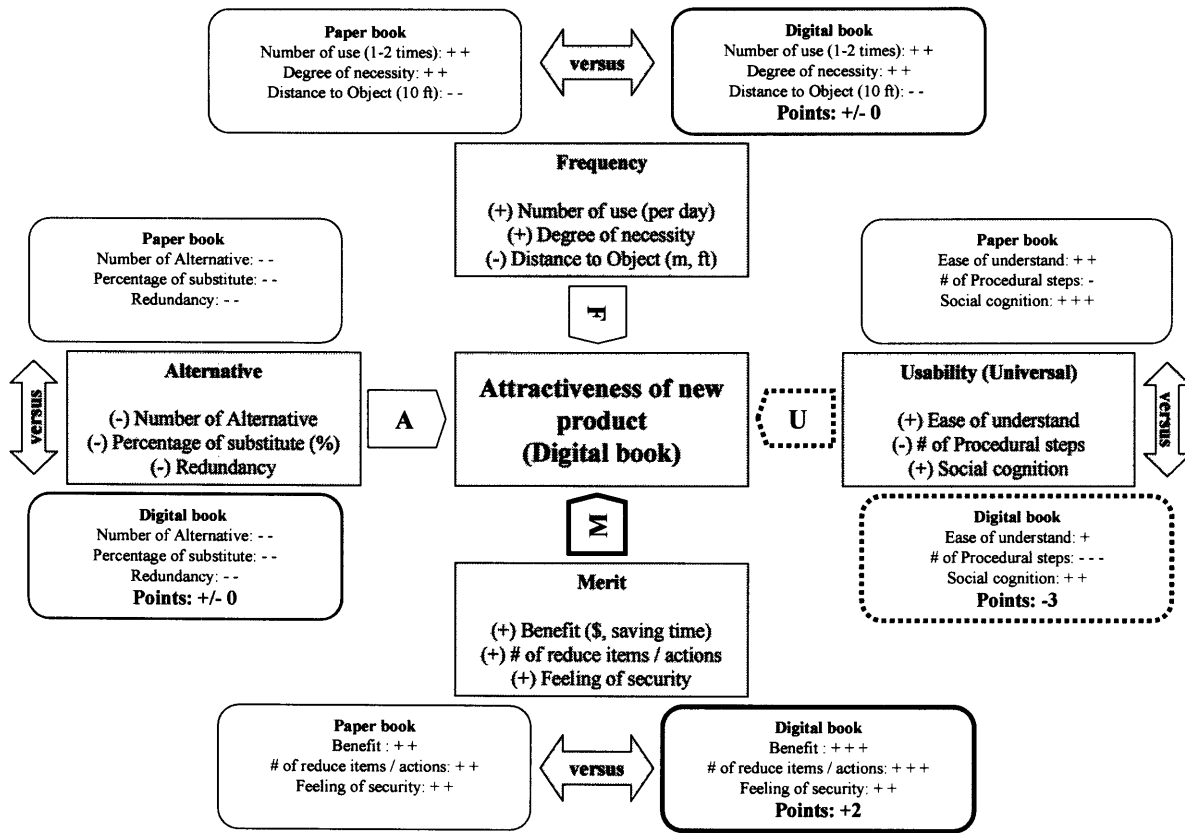 Paper book
Number of use (1-2 times): + +
Degree of necessity: + +
Distance to Object (10 ft): - -
versus
Digital book
Number of use (1-2 times): + +
Degree of necessity: + +
Distance to Object (10 ft): - -
Points: +/- 0
Frequency
(+) Number of use (per day)
(+) Degree of necessity
(-) Distance to Object (m, ft)
F
Paper book
Number of Alternative: - -
Percentage of substitute: - -
Redundancy: - -
versus
Alternative
(-) Number of Alternative
(-) Percentage of substitute (%)
(-) Redundancy
A
Digital book
Number of Alternative: - -
Percentage of substitute: - -
Redundancy: - -
Points: +/- 0
Attractiveness of new
product
(Digital book)
Paper book
Ease of understand: + +
# of Procedural steps: -
Social cognition: + + +
U
Usability (Universal)
(+) Ease of understand
(-) # of Procedural steps
(+) Social cognition
versus
Digital book
Ease of understand: +
# of Procedural steps: - - -
Social cognition: + +
Points: -3
M
Merit
(+) Benefit ($, saving time)
(+) # of reduce items / actions
(+) Feeling of security
Paper book
Benefit : + +
# of reduce items / actions: + +
Feeling of security: + +
versus
Digital book
Benefit : + + +
# of reduce items / actions: + + +
Feeling of security: + +
Points: +2